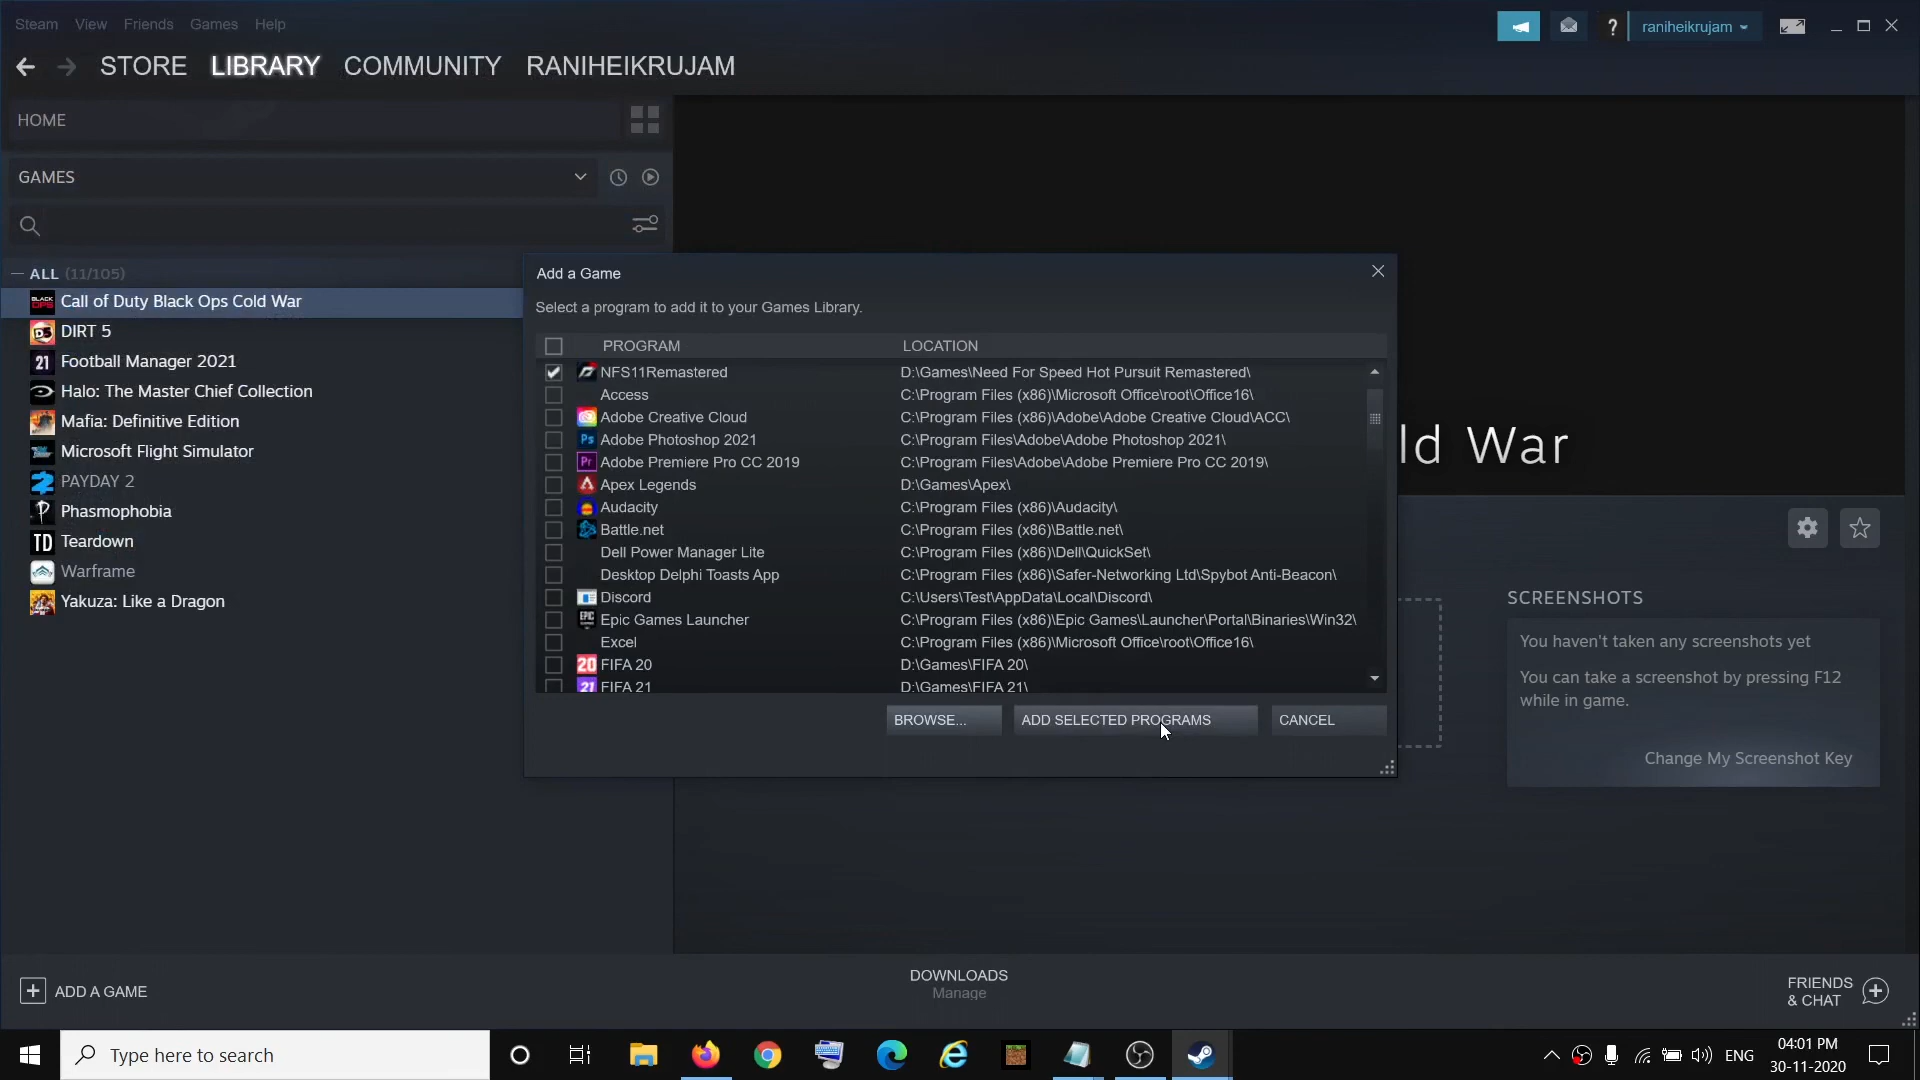 Steam View Friends Games Help
raniheikrujam
STORE LIBRARY COMMUNITY RANIHEIKRUJAM
HOME
GAMES
— ALL (11/105)
Call of Duty Black Ops Cold War
DIRT 5
Football Manager 2021
Halo: The Master Chief Collection
Mafia: Definitive Edition
Microsoft Flight Simulator
PAYDAY 2
Phasmophobia
Teardown
Warframe
Yakuza: Like a Dragon
Add a Game
Select a program to add it to your Games Library.
PROGRAM LOCATION
NFS11Remastered D:\Games\Need For Speed Hot Pursuit Remastered\
Access C:\Program Files (x86)\Microsoft Office\root\Office16\
Adobe Creative Cloud C:\Program Files (x86)\Adobe\Adobe Creative Cloud\ACC\
Adobe Photoshop 2021 C:\Program Files\Adobe\Adobe Photoshop 2021\
Adobe Premiere Pro CC 2019 C:\Program Files\Adobe\Adobe Premiere Pro CC 2019\
Apex Legends D:\Games\Apex\
Audacity C:\Program Files (x86)\Audacity\
Battle.net C:\Program Files (x86)\Battle.net\
Dell Power Manager Lite C:\Program Files (x86)\Dell\QuickSet\
Desktop Delphi Toasts App C:\Program Files (x86)\Safer-Networking Ltd\Spybot Anti-Beacon\
Discord C:\Users\Test\AppData\Local\Discord\
Epic Games Launcher C:\Program Files (x86)\Epic Games\Launcher\Portal\Binaries\Win32\
Excel C:\Program Files (x86)\Microsoft Office\root\Office16\
FIFA 20 D:\Games\FIFA 20\
FIFA 21 D:\Games\FIFA 21\
BROWSE... ADD SELECTED PROGRAMS CANCEL
ld War
SCREENSHOTS
You haven't taken any screenshots yet
You can take a screenshot by pressing F12
while in game.
Change My Screenshot Key
ADD A GAME
DOWNLOADS
Manage
FRIENDS
& CHAT
Type here to search
ENG
04:01 PM
30-11-2020